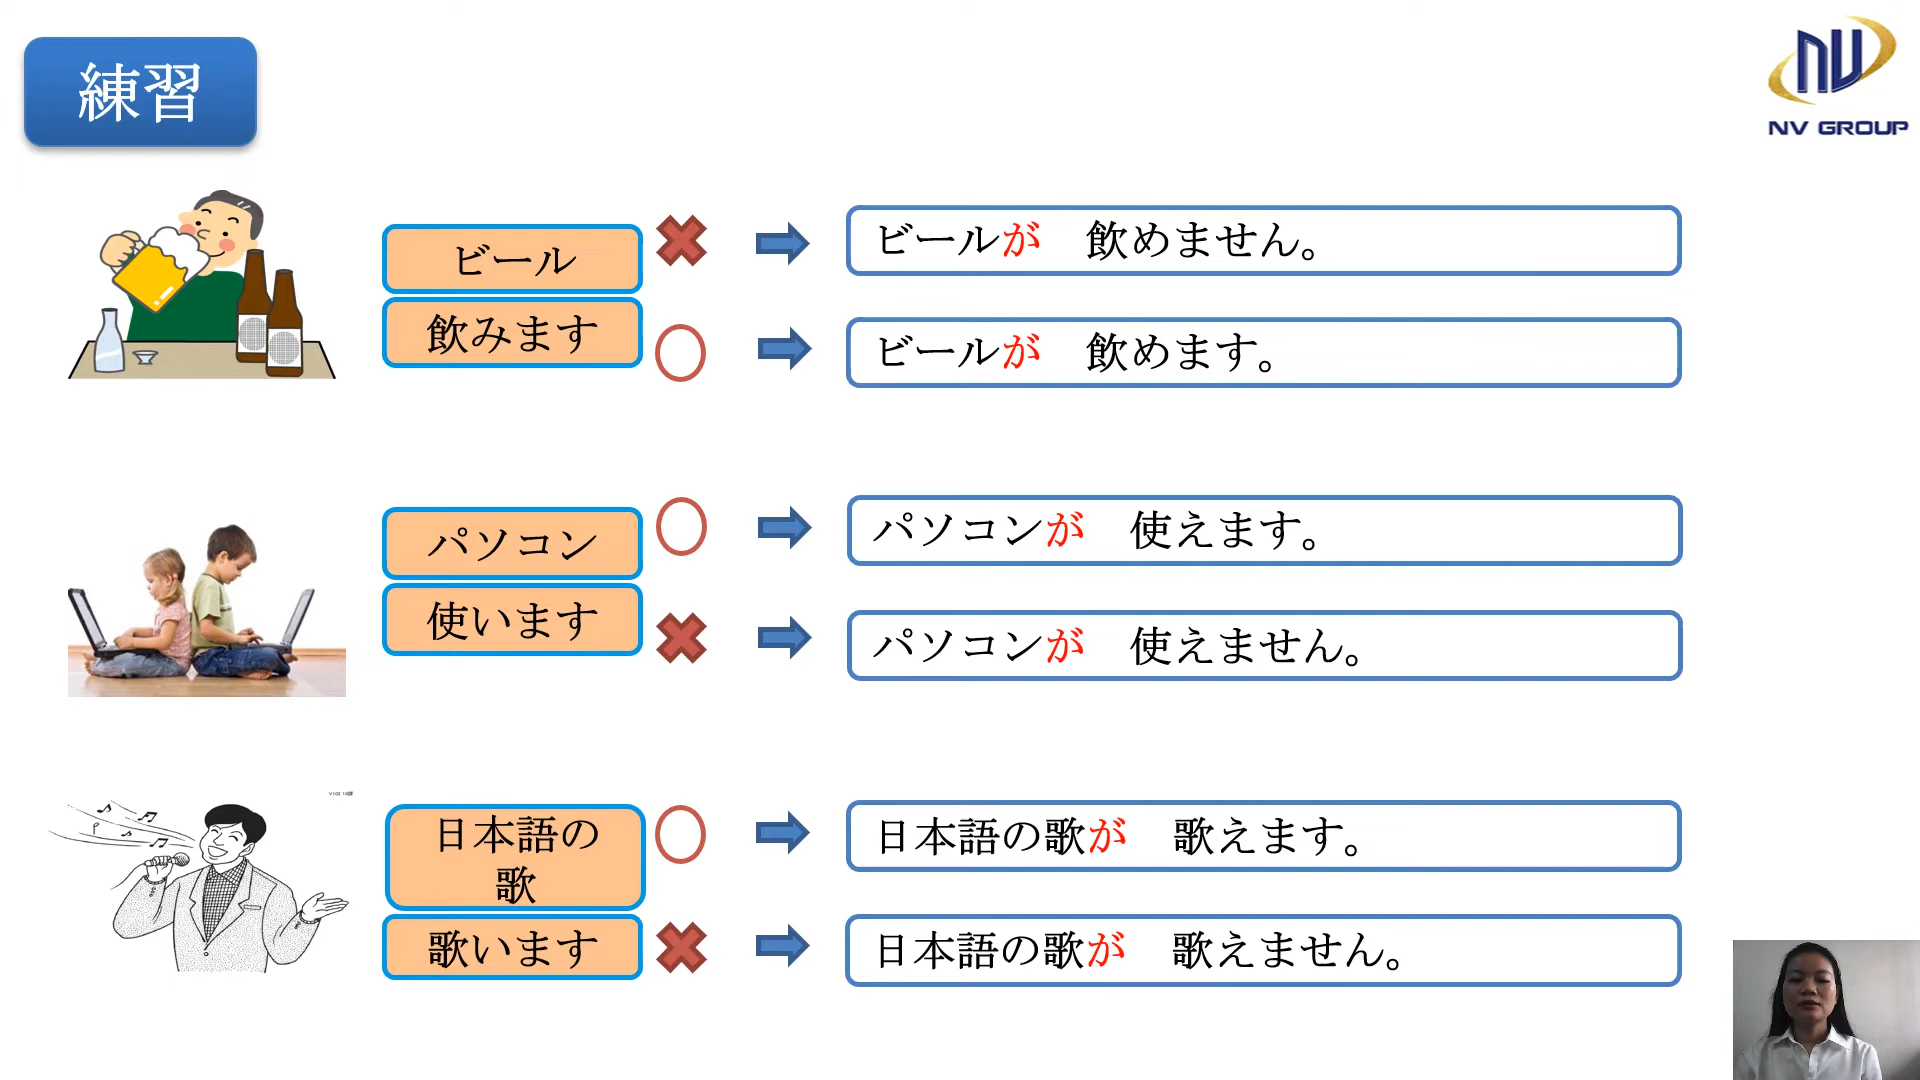 練習
NV GROUP
ビール
飲みます
ビールが 飲めません。
ビールが 飲めます。
パソコン
使います
パソコンが 使えます。
パソコンが 使えません。
日本語の
歌
歌います
日本語の歌が 歌えます。
日本語の歌が 歌えません。